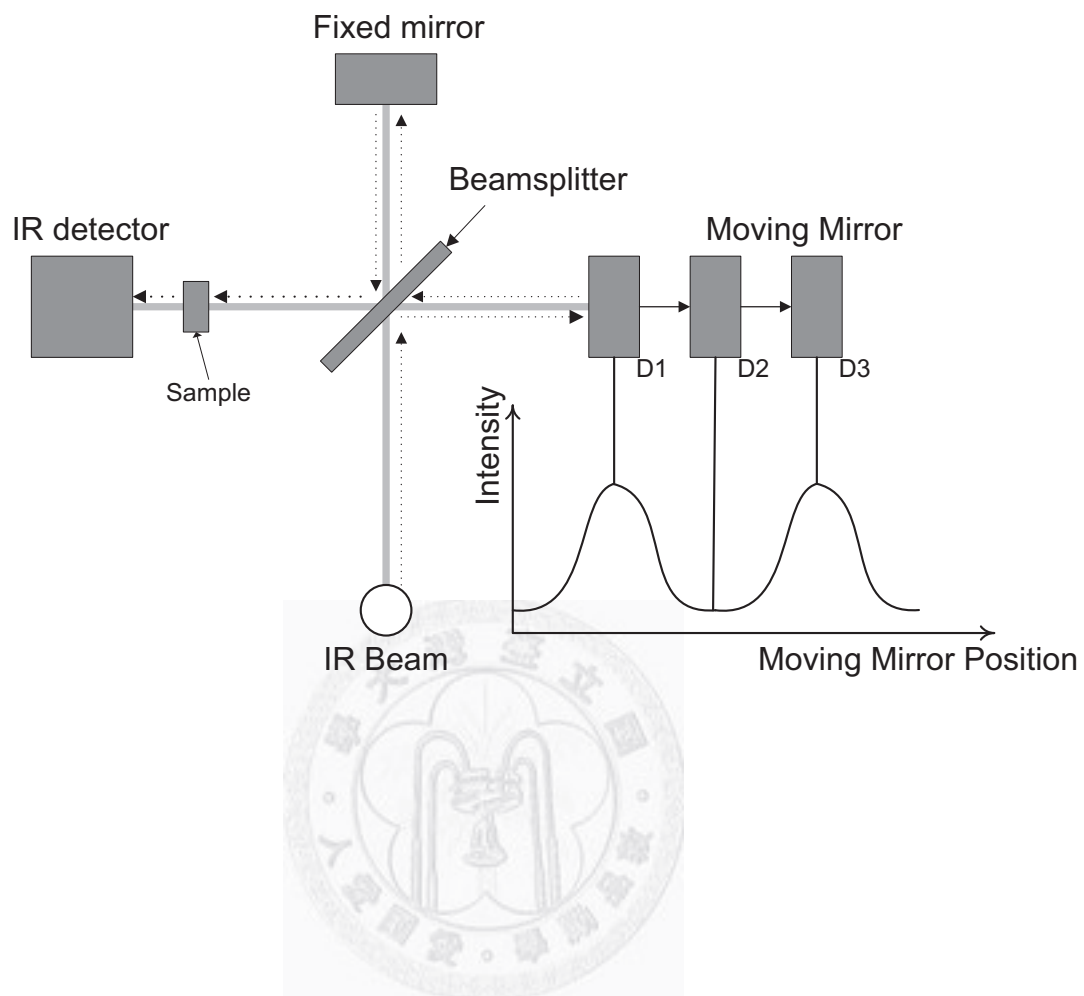 Fixed mirror
Beamsplitter
IR detector
Moving Mirror
Sample
D1
D2
D3
Intensity
IR Beam
Moving Mirror Position